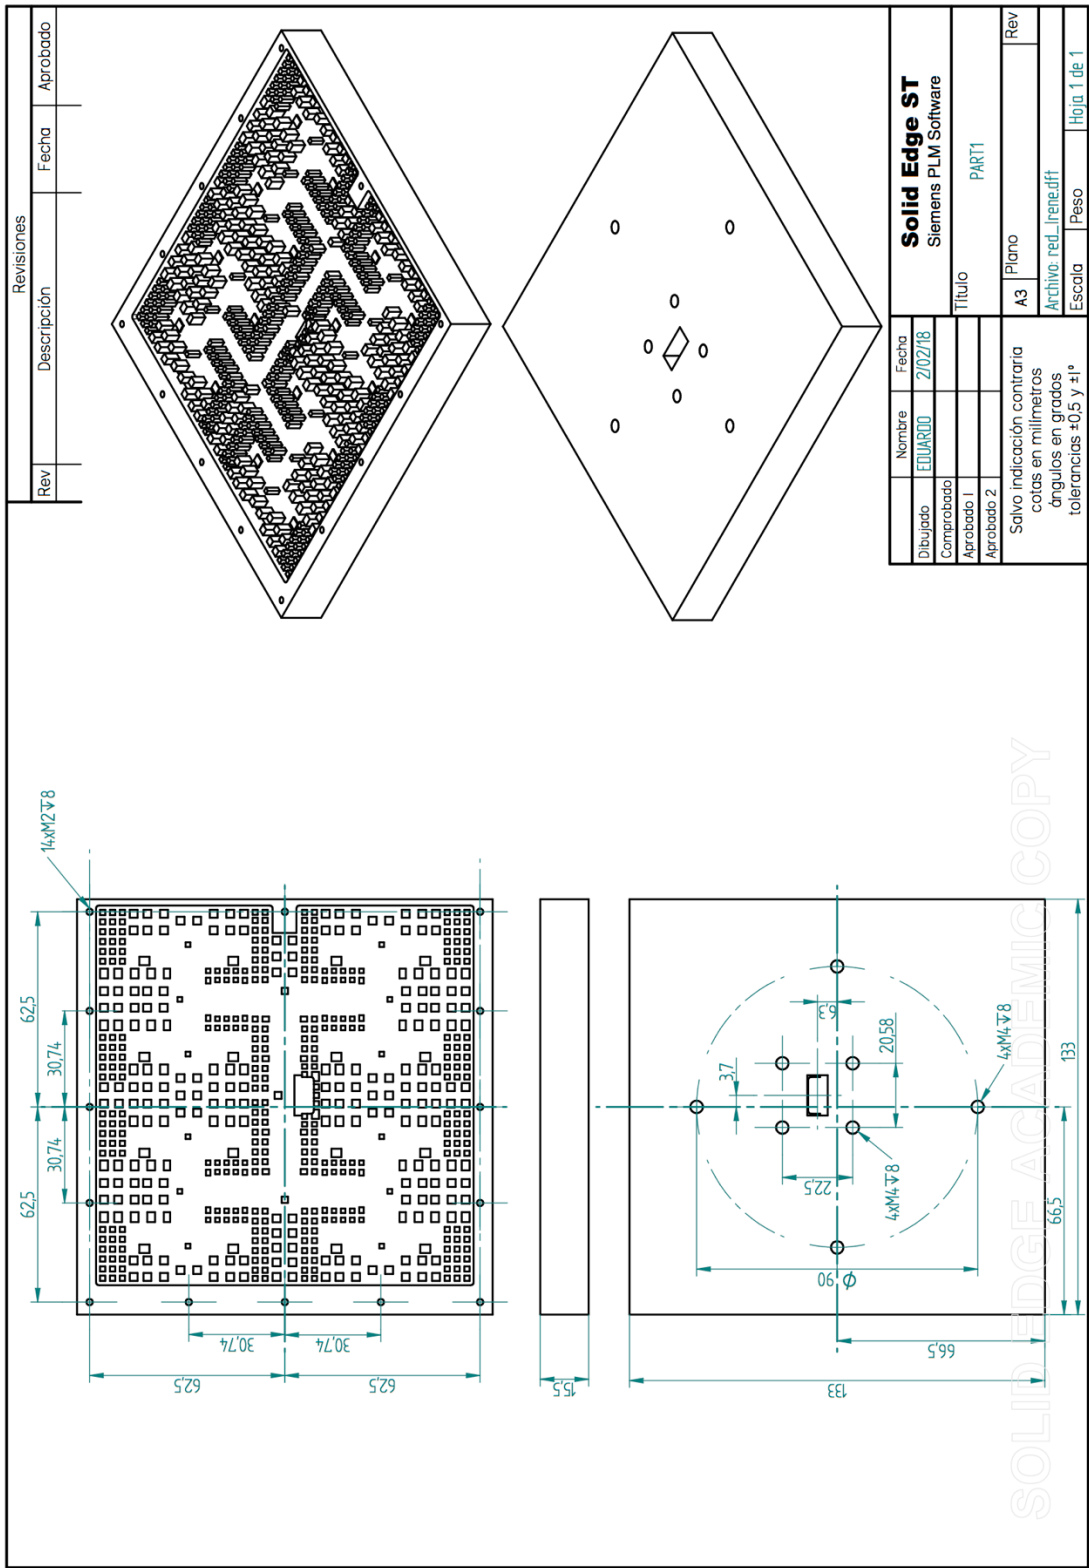 Revisiones
Rev Descripción Fecha Aprobado
14xM2↧8
62,5 62,5
30,74 30,74
62,5 62,5
30,74 30,74
15,5
3,7
6,3
20,58
22,5
4xM4↧8
4xM4↧8
Ø 90
66,5
133
66,5
133
SOLID EDGE ACADEMIC COPY
Nombre Fecha
Dibujado EDUARDO 2/02/18
Comprobado
Aprobado 1
Aprobado 2
Salvo indicación contraria
cotas en milímetros
ángulos en grados
tolerancias ±0,5 y ±1º
Solid Edge ST
Siemens PLM Software
Título
PART1
A3 Plano Rev
Archivo: red_Irene.dft
Escala Peso Hoja 1 de 1